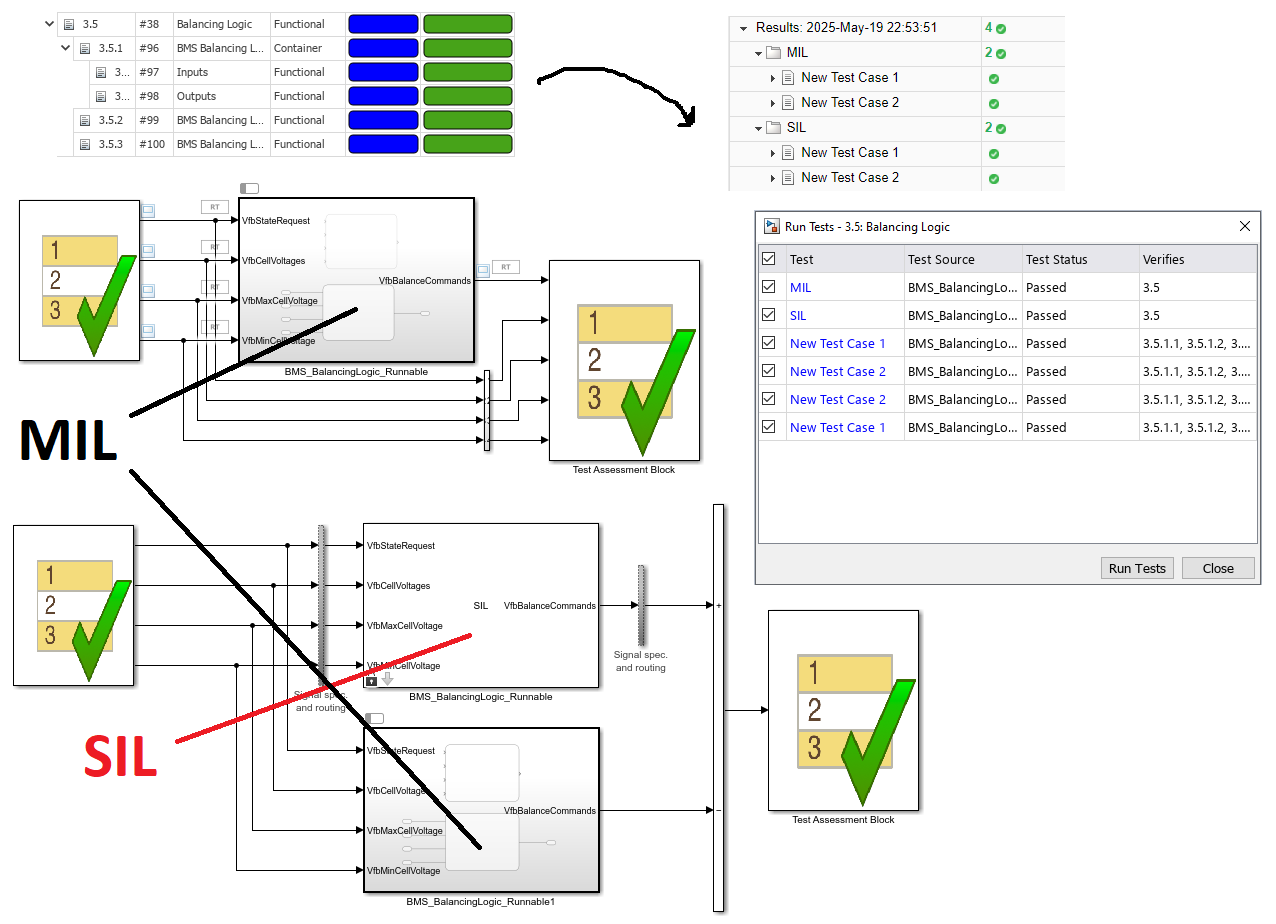 3.5 #38 Balancing Logic Functional
3.5.1 #96 BMS Balancing L... Container
3... #97 Inputs Functional
3... #98 Outputs Functional
3.5.2 #99 BMS Balancing L... Functional
3.5.3 #100 BMS Balancing L... Functional
Results: 2025-May-19 22:53:51 4
MIL 2
New Test Case 1
New Test Case 2
SIL 2
New Test Case 1
New Test Case 2
1
2
3
RT
RT
RT
RT
VfbStateRequest
VfbCellVoltages
VfbMaxCellVoltage
VfbMinCellVoltage
VfbBalanceCommands
BMS_BalancingLogic_Runnable
RT
1
2
3
Test Assessment Block
Run Tests - 3.5: Balancing Logic
Test Test Source Test Status Verifies
MIL BMS_BalancingLo... Passed 3.5
SIL BMS_BalancingLo... Passed 3.5
New Test Case 1 BMS_BalancingLo... Passed 3.5.1.1, 3.5.1.2, 3....
New Test Case 2 BMS_BalancingLo... Passed 3.5.1.1, 3.5.1.2, 3....
New Test Case 2 BMS_BalancingLo... Passed 3.5.1.1, 3.5.1.2, 3....
New Test Case 1 BMS_BalancingLo... Passed 3.5.1.1, 3.5.1.2, 3....
Run Tests Close
MIL
1
2
3
Signal spec.
and routing
VfbStateRequest
VfbCellVoltages
VfbMaxCellVoltage
VfbMinCellVoltage
SIL VfbBalanceCommands
BMS_BalancingLogic_Runnable
Signal spec.
and routing
SIL
VfbStateRequest
VfbCellVoltages
VfbMaxCellVoltage
VfbMinCellVoltage
VfbBalanceCommands
BMS_BalancingLogic_Runnable1
+
−
1
2
3
Test Assessment Block